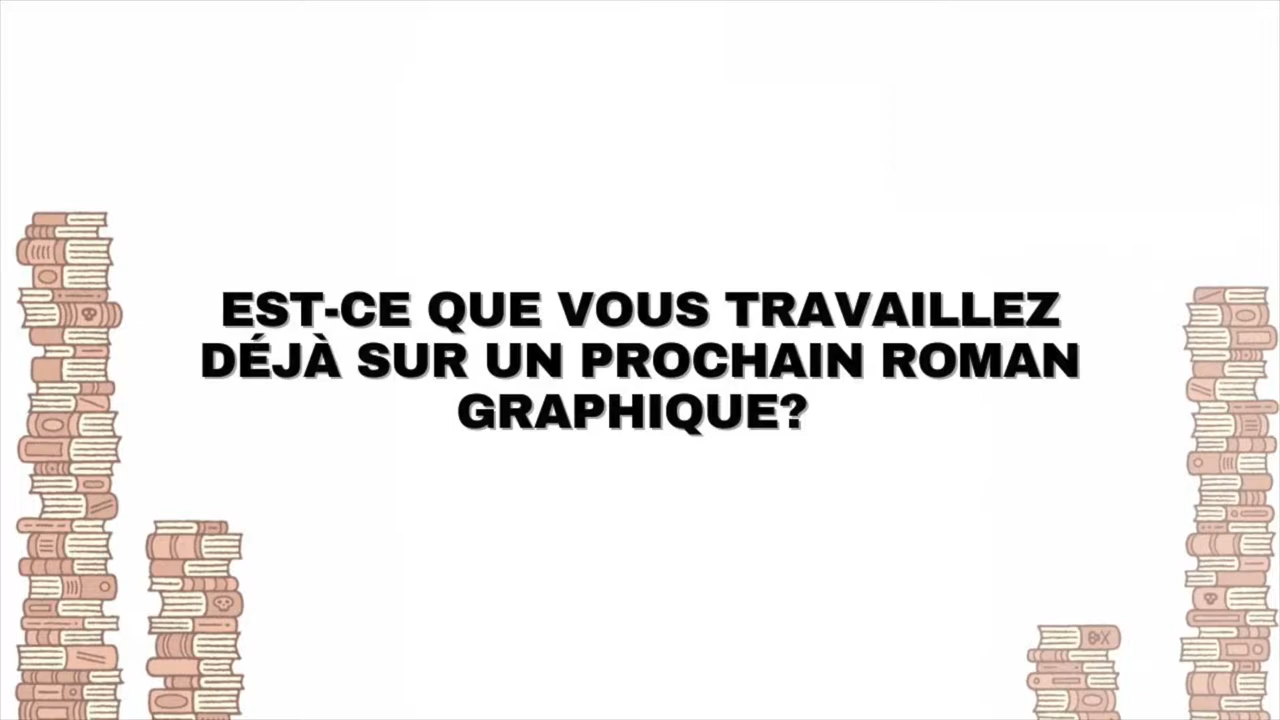 EST-CE QUE VOUS TRAVAILLEZ
DÉJÀ SUR UN PROCHAIN ROMAN
GRAPHIQUE?